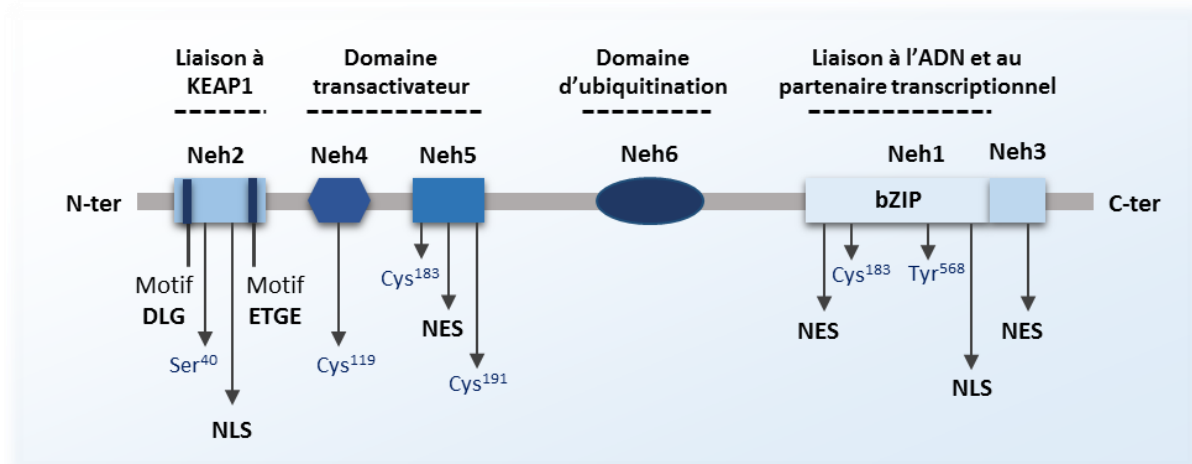 Liaison à
KEAP1
Domaine
transactivateur
Domaine
d’ubiquitination
Liaison à l’ADN et au
partenaire transcriptionnel
Neh2
Neh4
Neh5
Neh6
Neh1
Neh3
N-ter
bZIP
C-ter
Motif
DLG
Motif
ETGE
Cys183
Cys183
Tyr568
NES
NES
NES
Ser40
Cys119
Cys191
NLS
NLS